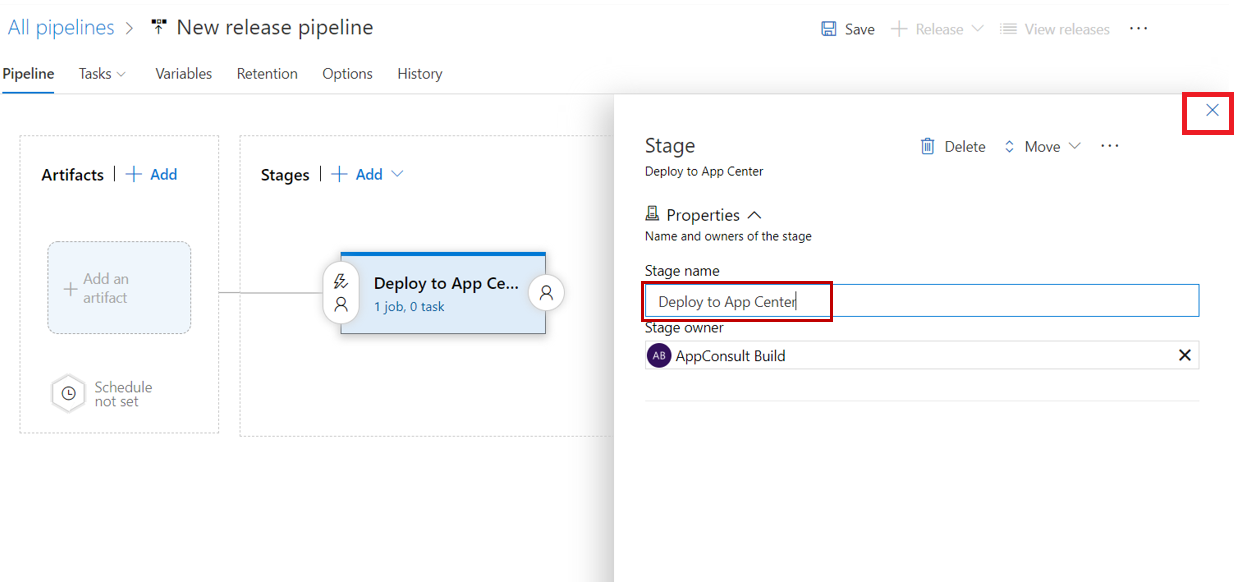 All pipelines > New release pipeline
Save Release View releases ...
Pipeline Tasks Variables Retention Options History
Artifacts | + Add
Stages | + Add
Add an
artifact
Schedule
not set
Deploy to App Ce...
1 job, 0 task
Stage
Delete Move ...
Deploy to App Center
Properties
Name and owners of the stage
Stage name
Deploy to App Center
Stage owner
AB AppConsult Build